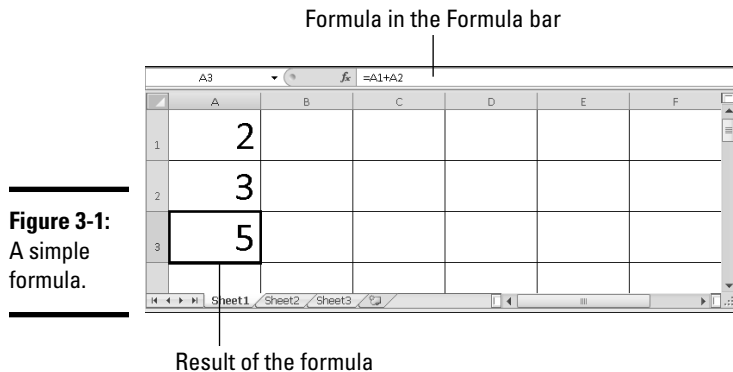 Formula in the Formula bar
A3 fx =A1+A2
A B C D E F
1 2
2 3
3 5
Figure 3-1:
A simple
formula.
Sheet1 Sheet2 Sheet3
Result of the formula